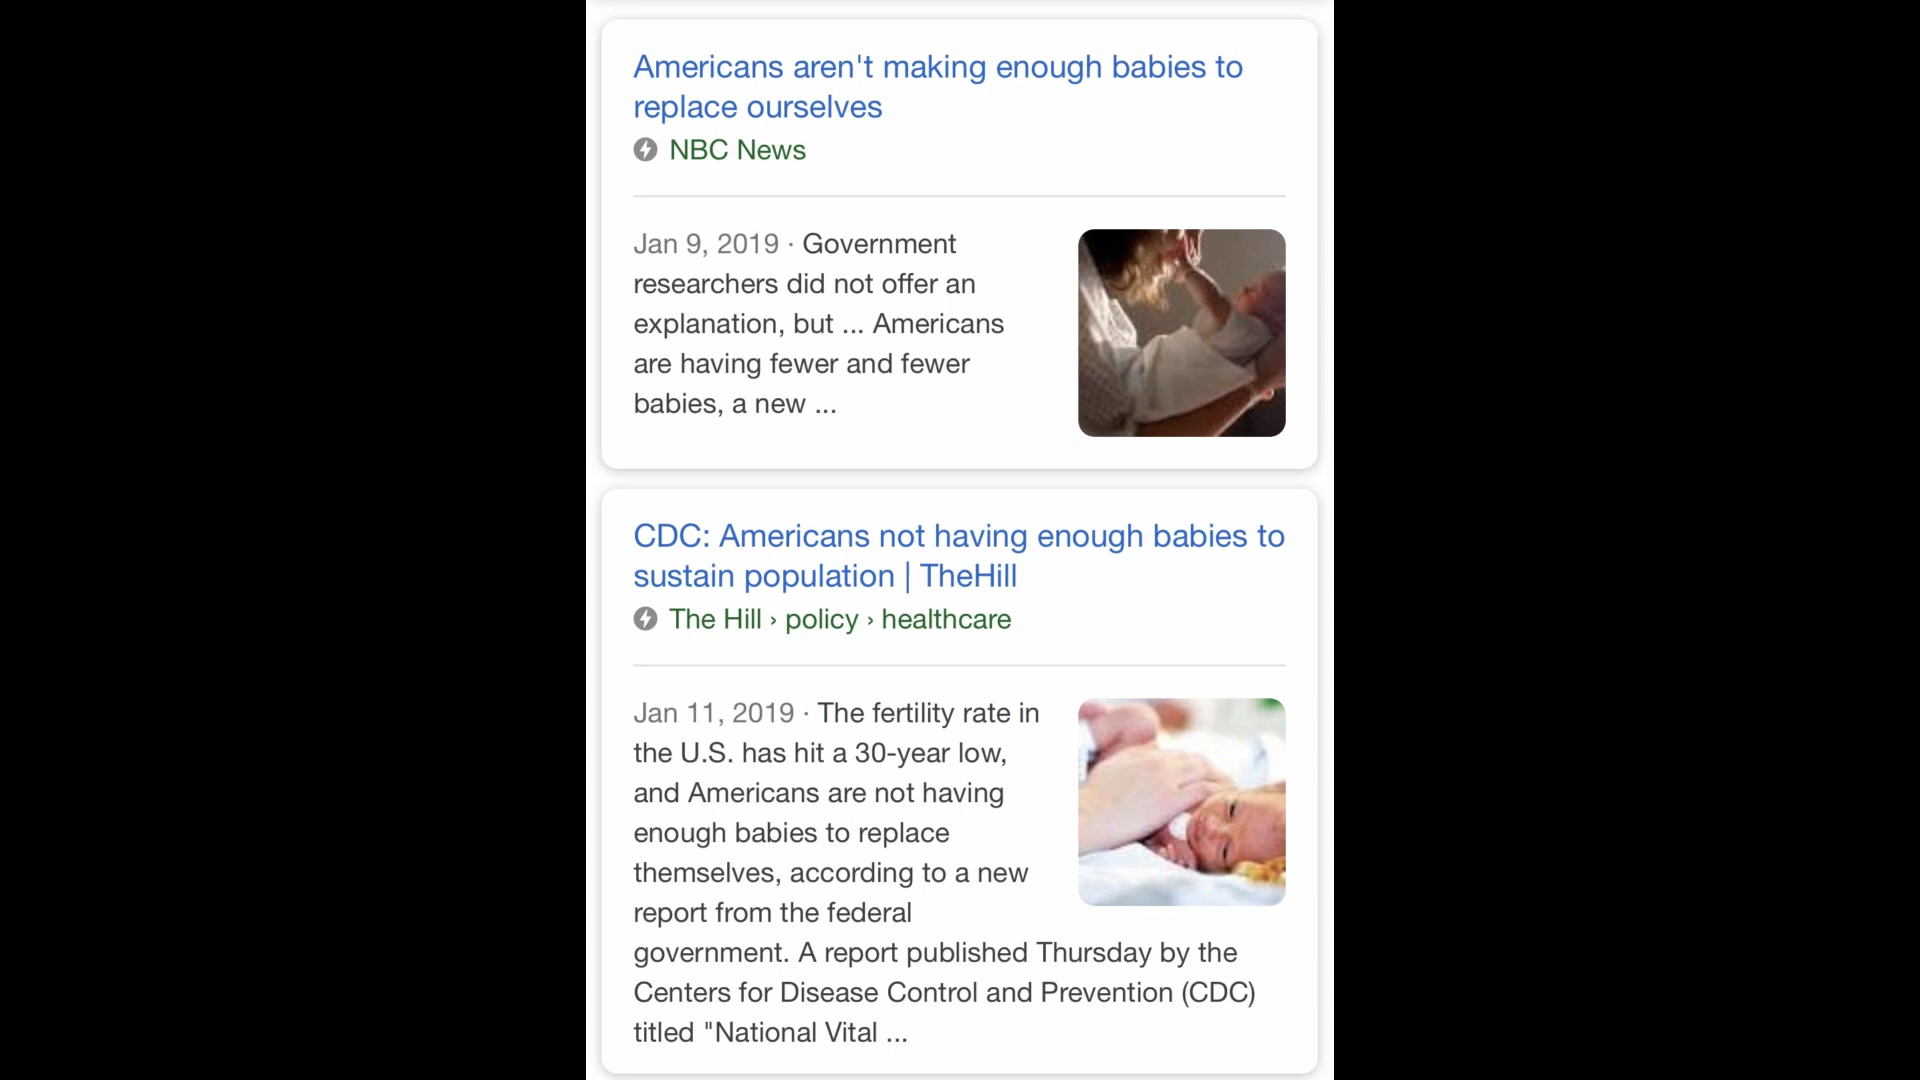 Americans aren't making enough babies to
replace ourselves
NBC News
Jan 9, 2019 · Government
researchers did not offer an
explanation, but ... Americans
are having fewer and fewer
babies, a new ...
CDC: Americans not having enough babies to
sustain population | TheHill
The Hill › policy › healthcare
Jan 11, 2019 · The fertility rate in
the U.S. has hit a 30-year low,
and Americans are not having
enough babies to replace
themselves, according to a new
report from the federal
government. A report published Thursday by the
Centers for Disease Control and Prevention (CDC)
titled "National Vital ...